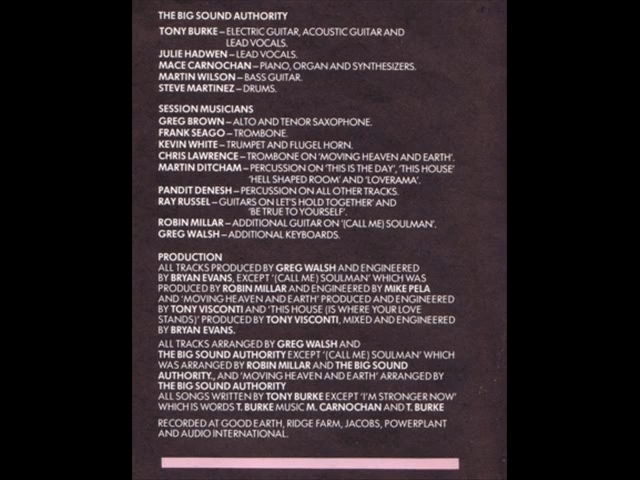 THE BIG SOUND AUTHORITY
TONY BURKE – ELECTRIC GUITAR, ACOUSTIC GUITAR AND
LEAD VOCALS.
JULIE HADWEN – LEAD VOCALS.
MACE CARNOCHAN – PIANO, ORGAN AND SYNTHESIZERS.
MARTIN WILSON – BASS GUITAR.
STEVE MARTINEZ – DRUMS.
SESSION MUSICIANS
GREG BROWN – ALTO AND TENOR SAXOPHONE.
FRANK SEAGO – TROMBONE.
KEVIN WHITE – TRUMPET AND FLUGEL HORN.
CHRIS LAWRENCE – TROMBONE ON 'MOVING HEAVEN AND EARTH'.
MARTIN DITCHAM – PERCUSSION ON 'THIS IS THE DAY', 'THIS HOUSE'
'HELL SHAPED ROOM' AND 'LOVERAMA'.
PANDIT DENESH – PERCUSSION ON ALL OTHER TRACKS.
RAY RUSSEL – GUITARS ON LET'S HOLD TOGETHER' AND
'BE TRUE TO YOURSELF'.
ROBIN MILLAR – ADDITIONAL GUITAR ON '(CALL ME) SOULMAN'.
GREG WALSH – ADDITIONAL KEYBOARDS.
PRODUCTION
ALL TRACKS PRODUCED BY GREG WALSH AND ENGINEERED
BY BRYAN EVANS, EXCEPT '(CALL ME) SOULMAN' WHICH WAS
PRODUCED BY ROBIN MILLAR AND ENGINEERED BY MIKE PELA
AND 'MOVING HEAVEN AND EARTH' PRODUCED AND ENGINEERED
BY TONY VISCONTI AND 'THIS HOUSE (IS WHERE YOUR LOVE
STANDS)' PRODUCED BY TONY VISCONTI, MIXED AND ENGINEERED
BY BRYAN EVANS.
ALL TRACKS ARRANGED BY GREG WALSH AND
THE BIG SOUND AUTHORITY EXCEPT '(CALL ME) SOULMAN' WHICH
WAS ARRANGED BY ROBIN MILLAR AND THE BIG SOUND
AUTHORITY., AND 'MOVING HEAVEN AND EARTH' ARRANGED BY
THE BIG SOUND AUTHORITY
ALL SONGS WRITTEN BY TONY BURKE EXCEPT 'I'M STRONGER NOW'
WHICH IS WORDS T. BURKE MUSIC M. CARNOCHAN AND T. BURKE
RECORDED AT GOOD EARTH, RIDGE FARM, JACOBS, POWERPLANT
AND AUDIO INTERNATIONAL.